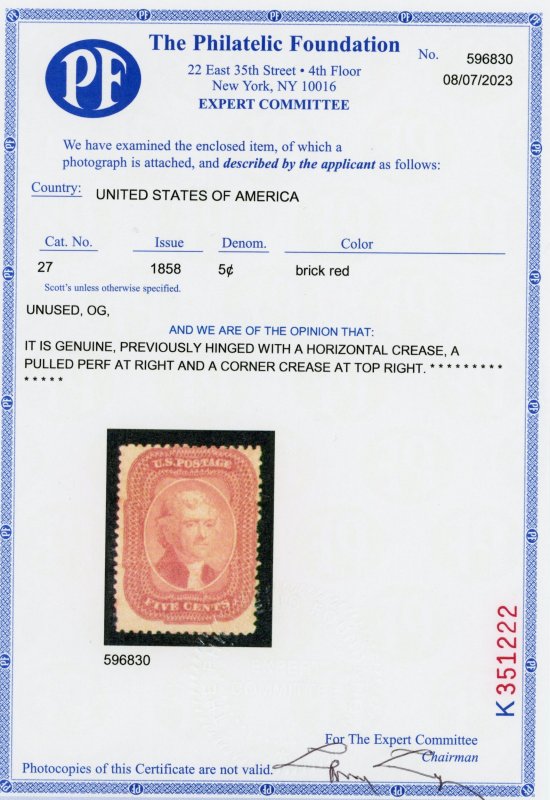 PF
The Philatelic Foundation
22 East 35th Street • 4th Floor
New York, NY 10016
EXPERT COMMITTEE
No. 596830
08/07/2023
We have examined the enclosed item, of which a
photograph is attached, and described by the applicant as follows:
Country: UNITED STATES OF AMERICA
Cat. No. Issue Denom. Color
27 1858 5¢ brick red
Scott's unless otherwise specified.
UNUSED, OG,
AND WE ARE OF THE OPINION THAT:
IT IS GENUINE, PREVIOUSLY HINGED WITH A HORIZONTAL CREASE, A
PULLED PERF AT RIGHT AND A CORNER CREASE AT TOP RIGHT. * * * * * * * * *
* * * * *
U.S. POSTAGE
FIVE CENTS
596830
K 351222
For The Expert Committee
Chairman
Photocopies of this Certificate are not valid.